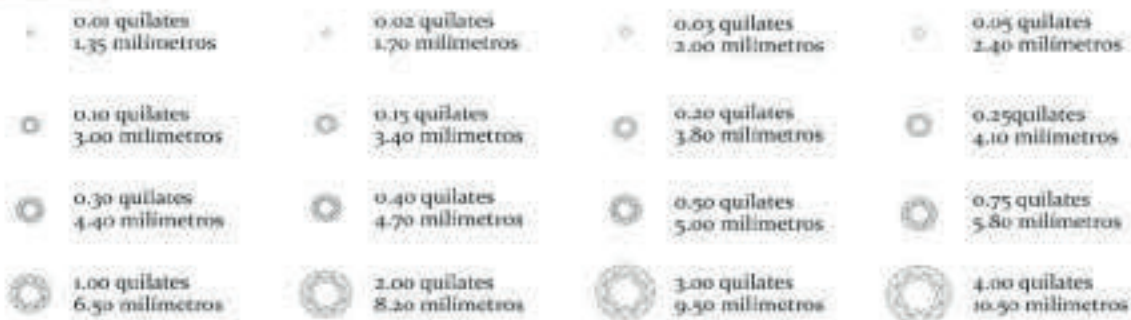 0.01 quilates
1.35 milímetros
0.02 quilates
1.70 milímetros
0.03 quilates
2.00 milímetros
0.05 quilates
2.40 milímetros
0.10 quilates
3.00 milímetros
0.15 quilates
3.40 milímetros
0.20 quilates
3.80 milímetros
0.25quilates
4.10 milímetros
0.30 quilates
4.40 milímetros
0.40 quilates
4.70 milímetros
0.50 quilates
5.00 milímetros
0.75 quilates
5.80 milímetros
1.00 quilates
6.50 milímetros
2.00 quilates
8.20 milímetros
3.00 quilates
9.50 milímetros
4.00 quilates
10.50 milímetros